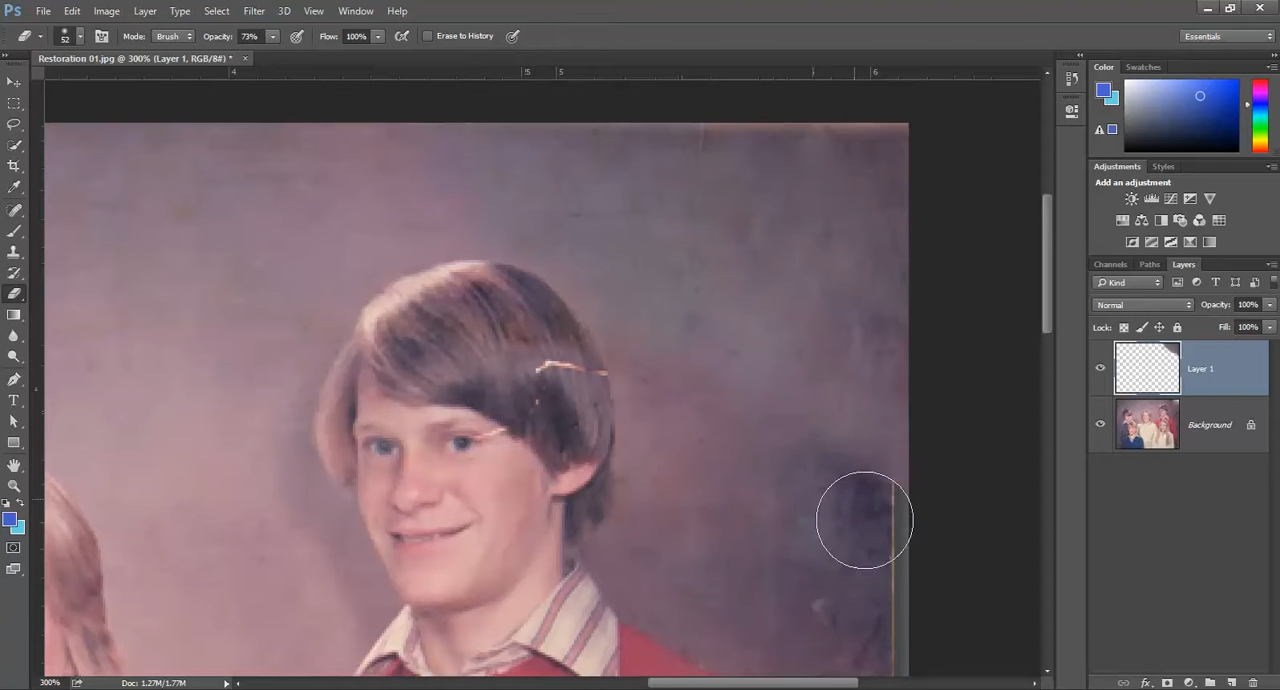 Ps File Edit Image Layer Type Select Filter 3D View Window Help
52 Mode: Brush Opacity: 73% Flow: 100% Erase to History Essentials
Restoration 01.jpg @ 300% (Layer 1, RGB/8#) * ×
4 5 6
Color Swatches
Adjustments Styles
Add an adjustment
Channels Paths Layers
Kind
Normal Opacity: 100%
Lock: Fill: 100%
Layer 1
Background
300% Doc: 1.27M/1.77M